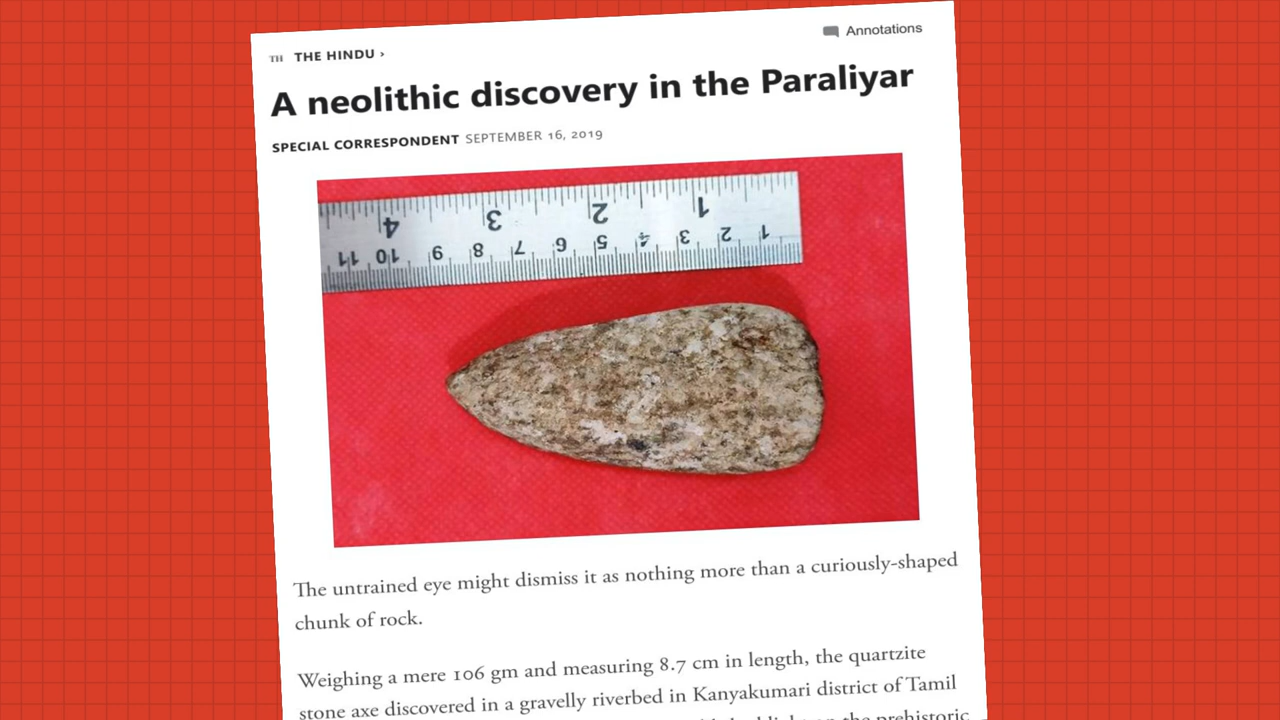 TH THE HINDU ›
Annotations
A neolithic discovery in the Paraliyar
SPECIAL CORRESPONDENT SEPTEMBER 16, 2019
4 3 2 1
11 10 9 8 7 6 5 4 3 2 1
The untrained eye might dismiss it as nothing more than a curiously-shaped
chunk of rock.
Weighing a mere 106 gm and measuring 8.7 cm in length, the quartzite
stone axe discovered in a gravelly riverbed in Kanyakumari district of Tamil
on the prehistoric